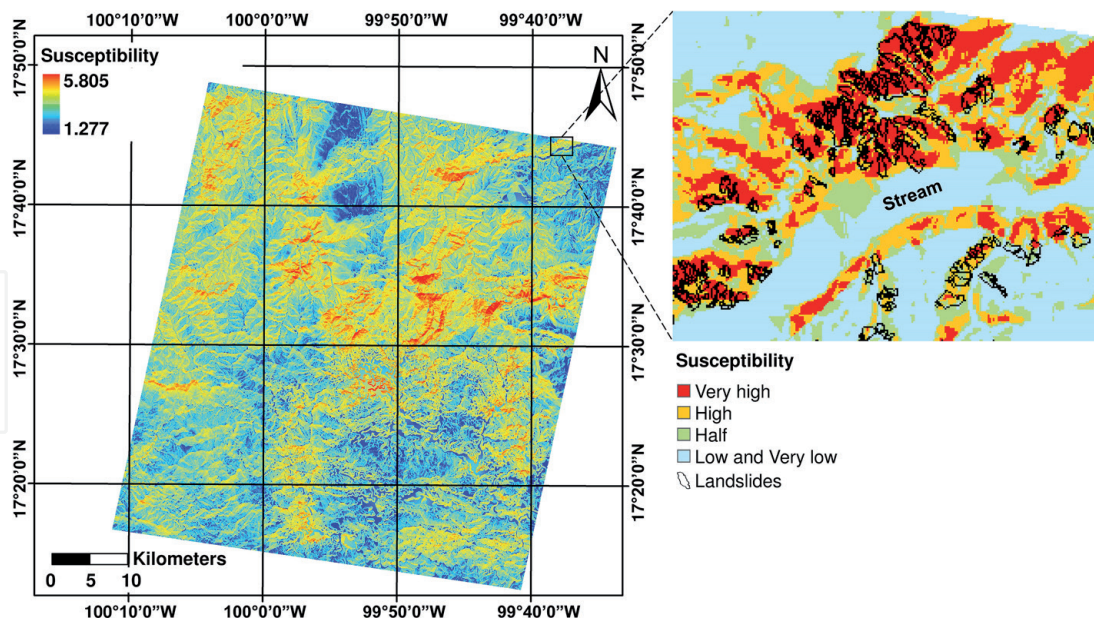 100°10'0''W 100°0'0''W 99°50'0''W 99°40'0''W
Susceptibility
5.805
1.277
N
17°50'0''N
17°40'0''N
17°30'0''N
17°20'0''N
17°50'0''N
17°40'0''N
17°30'0''N
17°20'0''N
Kilometers
0 5 10
100°10'0''W 100°0'0''W 99°50'0''W 99°40'0''W
Stream
Susceptibility
Very high
High
Half
Low and Very low
Landslides